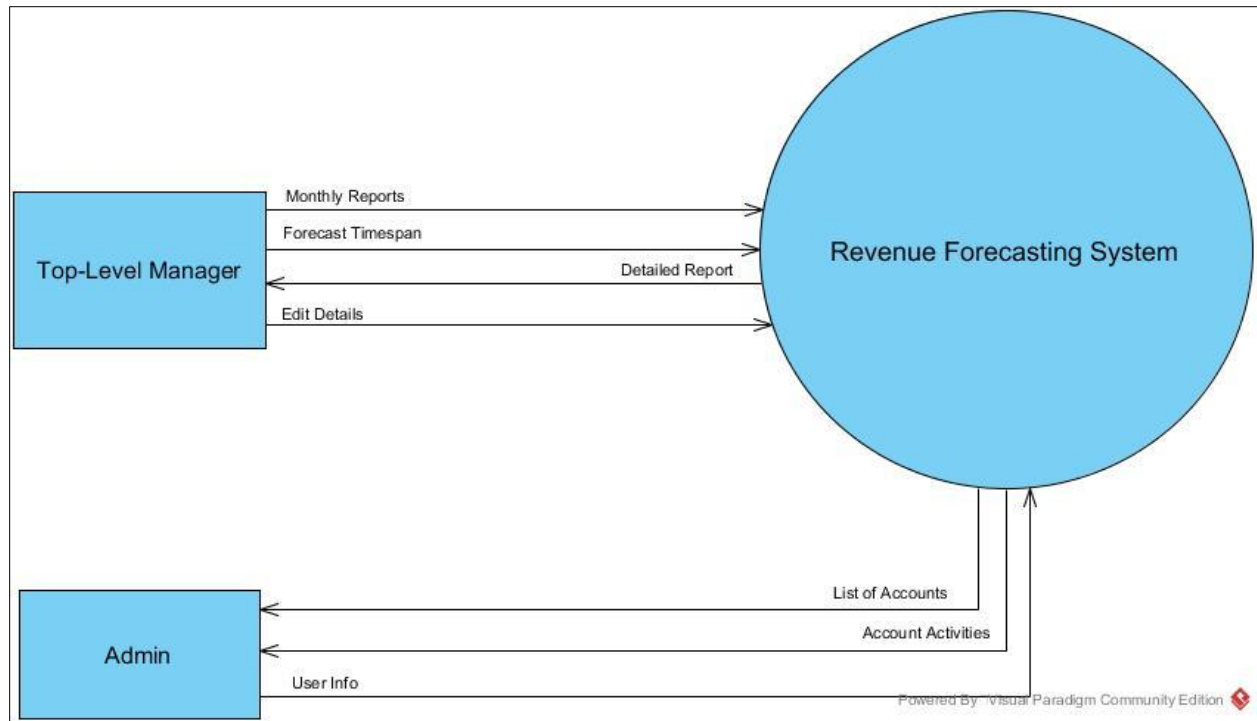 Monthly Reports
Forecast Timespan
Top-Level Manager
Detailed Report
Edit Details
Revenue Forecasting System
List of Accounts
Account Activities
Admin
User Info
Powered By Visual Paradigm Community Edition